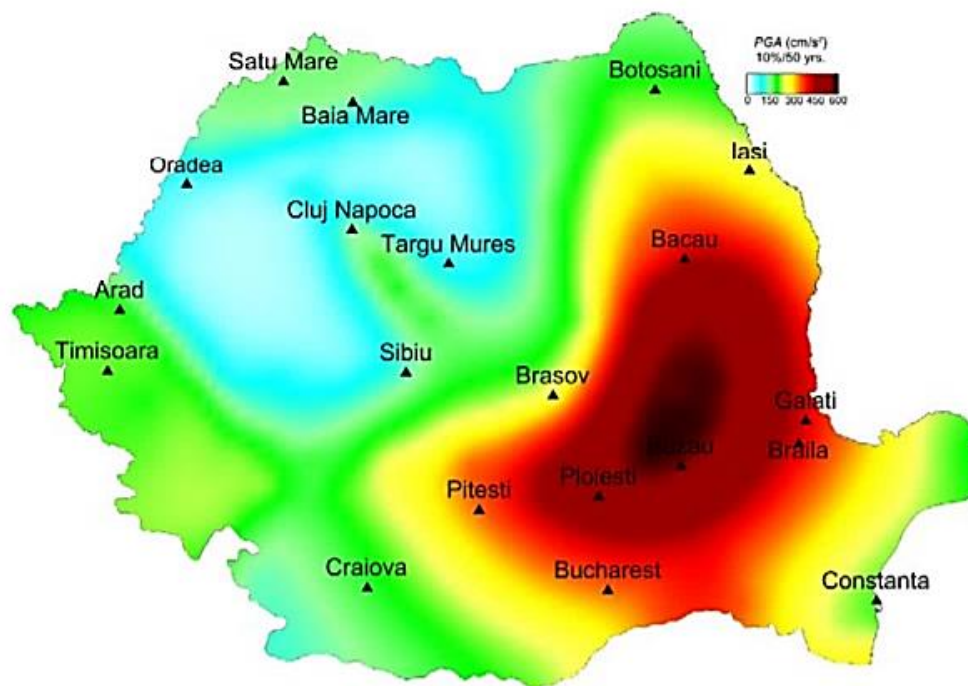 PGA (cm/s²)
10%/50 yrs.
0 150 300 450 600
Satu Mare
Botosani
Baia Mare
Iasi
Oradea
Cluj Napoca
Targu Mures
Bacau
Arad
Timisoara
Sibiu
Brasov
Galati
Braila
Buzau
Pitesti
Ploiesti
Craiova
Bucharest
Constanta